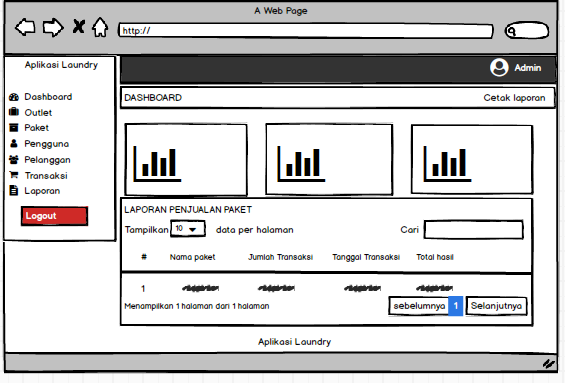 A Web Page
http://
Aplikasi Laundry
Admin
Dashboard
Outlet
Paket
Pengguna
Pelanggan
Transaksi
Laporan
Logout
DASHBOARD
Cetak laporan
LAPORAN PENJUALAN PAKET
Tampilkan 10 data per halaman
Cari
# Nama paket Jumlah Transaksi Tanggal Transaksi Total hasil
1
Menampilkan 1 halaman dari 1 halaman
sebelumnya 1 Selanjutnya
Aplikasi Laundry